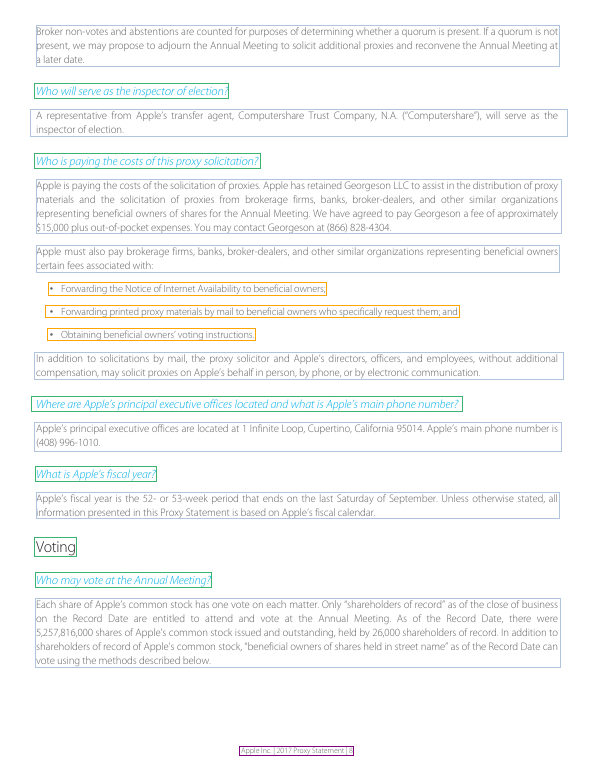 Broker non-votes and abstentions are counted for purposes of determining whether a quorum is present. If a quorum is not
present, we may propose to adjourn the Annual Meeting to solicit additional proxies and reconvene the Annual Meeting at
a later date.
Who will serve as the inspector of election?
A representative from Apple's transfer agent, Computershare Trust Company, N.A. ("Computershare"), will serve as the
inspector of election.
Who is paying the costs of this proxy solicitation?
Apple is paying the costs of the solicitation of proxies. Apple has retained Georgeson LLC to assist in the distribution of proxy
materials and the solicitation of proxies from brokerage firms, banks, broker-dealers, and other similar organizations
representing beneficial owners of shares for the Annual Meeting. We have agreed to pay Georgeson a fee of approximately
$15,000 plus out-of-pocket expenses. You may contact Georgeson at (866) 828-4304.
Apple must also pay brokerage firms, banks, broker-dealers, and other similar organizations representing beneficial owners
certain fees associated with:
• Forwarding the Notice of Internet Availability to beneficial owners;
• Forwarding printed proxy materials by mail to beneficial owners who specifically request them; and
• Obtaining beneficial owners' voting instructions.
In addition to solicitations by mail, the proxy solicitor and Apple's directors, officers, and employees, without additional
compensation, may solicit proxies on Apple's behalf in person, by phone, or by electronic communication.
Where are Apple's principal executive offices located and what is Apple's main phone number?
Apple's principal executive offices are located at 1 Infinite Loop, Cupertino, California 95014. Apple's main phone number is
(408) 996-1010.
What is Apple's fiscal year?
Apple's fiscal year is the 52- or 53-week period that ends on the last Saturday of September. Unless otherwise stated, all
information presented in this Proxy Statement is based on Apple's fiscal calendar.
Voting
Who may vote at the Annual Meeting?
Each share of Apple's common stock has one vote on each matter. Only "shareholders of record" as of the close of business
on the Record Date are entitled to attend and vote at the Annual Meeting. As of the Record Date, there were
5,257,816,000 shares of Apple's common stock issued and outstanding, held by 26,000 shareholders of record. In addition to
shareholders of record of Apple's common stock, "beneficial owners of shares held in street name" as of the Record Date can
vote using the methods described below.
Apple Inc. | 2017 Proxy Statement |